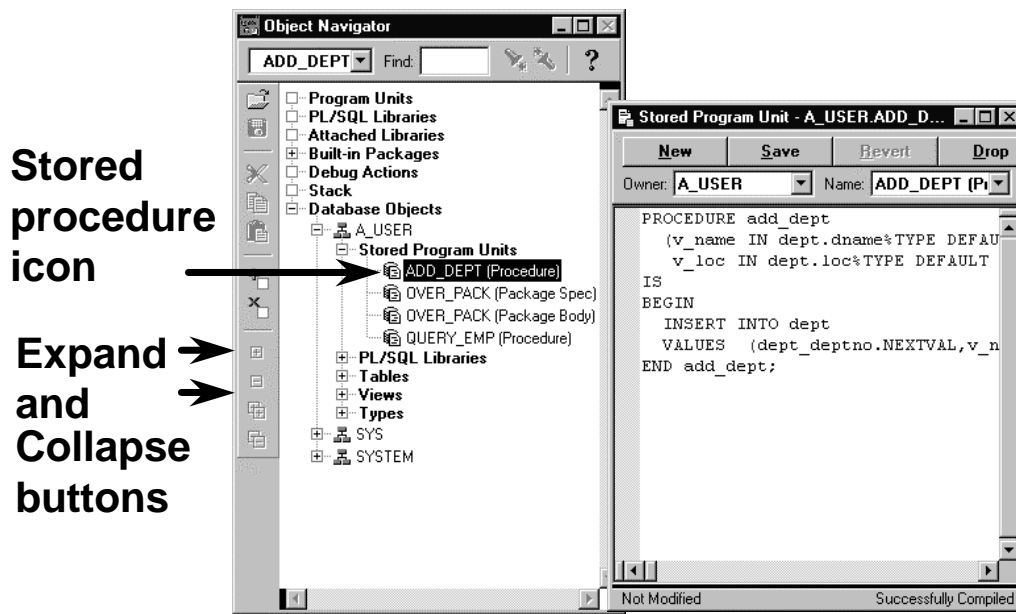 Stored
procedure
icon
Expand
and
Collapse
buttons
Object Navigator
ADD_DEPT Find: ?
Program Units
PL/SQL Libraries
Attached Libraries
Built-in Packages
Debug Actions
Stack
Database Objects
A_USER
Stored Program Units
ADD_DEPT (Procedure)
OVER_PACK (Package Spec)
OVER_PACK (Package Body)
QUERY_EMP (Procedure)
PL/SQL Libraries
Tables
Views
Types
SYS
SYSTEM
Stored Program Unit - A_USER.ADD_D...
New Save Revert Drop
Owner: A_USER Name: ADD_DEPT (P
PROCEDURE add_dept
(v_name IN dept.dname%TYPE DEFAU
v_loc IN dept.loc%TYPE DEFAULT
IS
BEGIN
INSERT INTO dept
VALUES (dept_deptno.NEXTVAL,v_n
END add_dept;
Not Modified Successfully Compiled